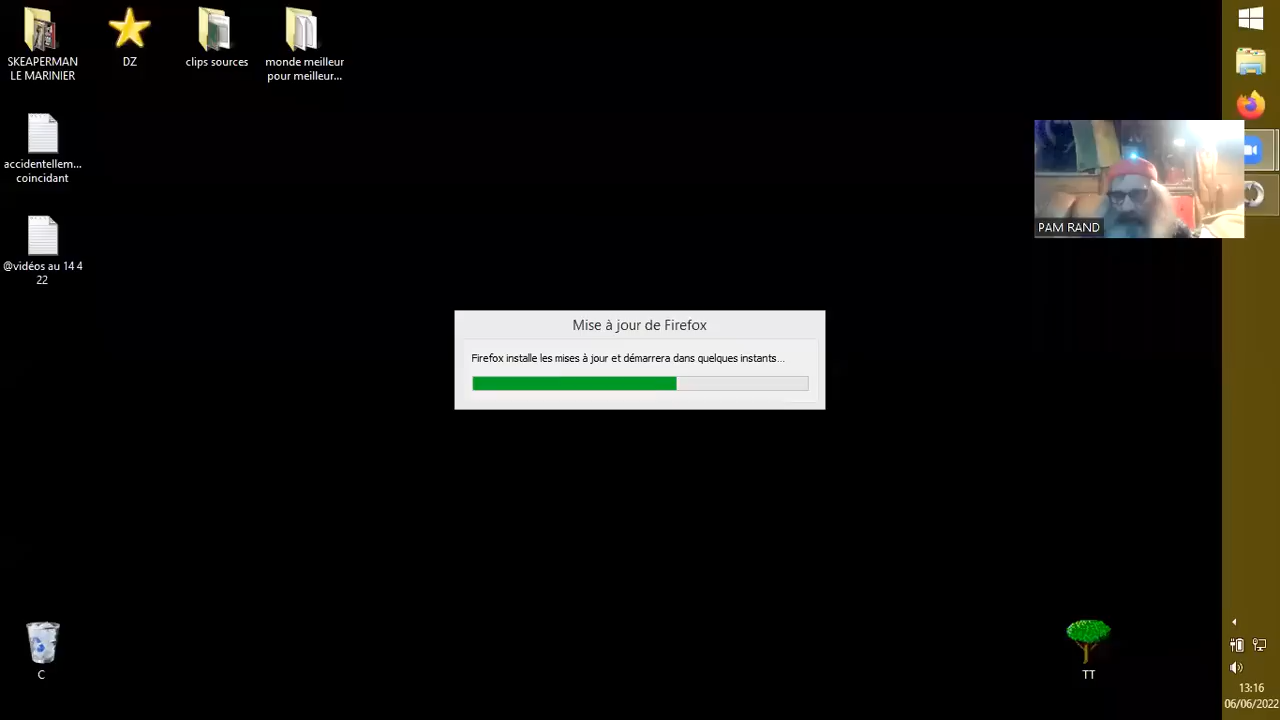 SKEAPERMAN
LE MARINIER
DZ
clips sources
monde meilleur
pour meilleur...
accidentellem...
coincidant
@vidéos au 14 4
22
PAM RAND
Mise à jour de Firefox
Firefox installe les mises à jour et démarrera dans quelques instants...
C
TT
13:16
06/06/2022